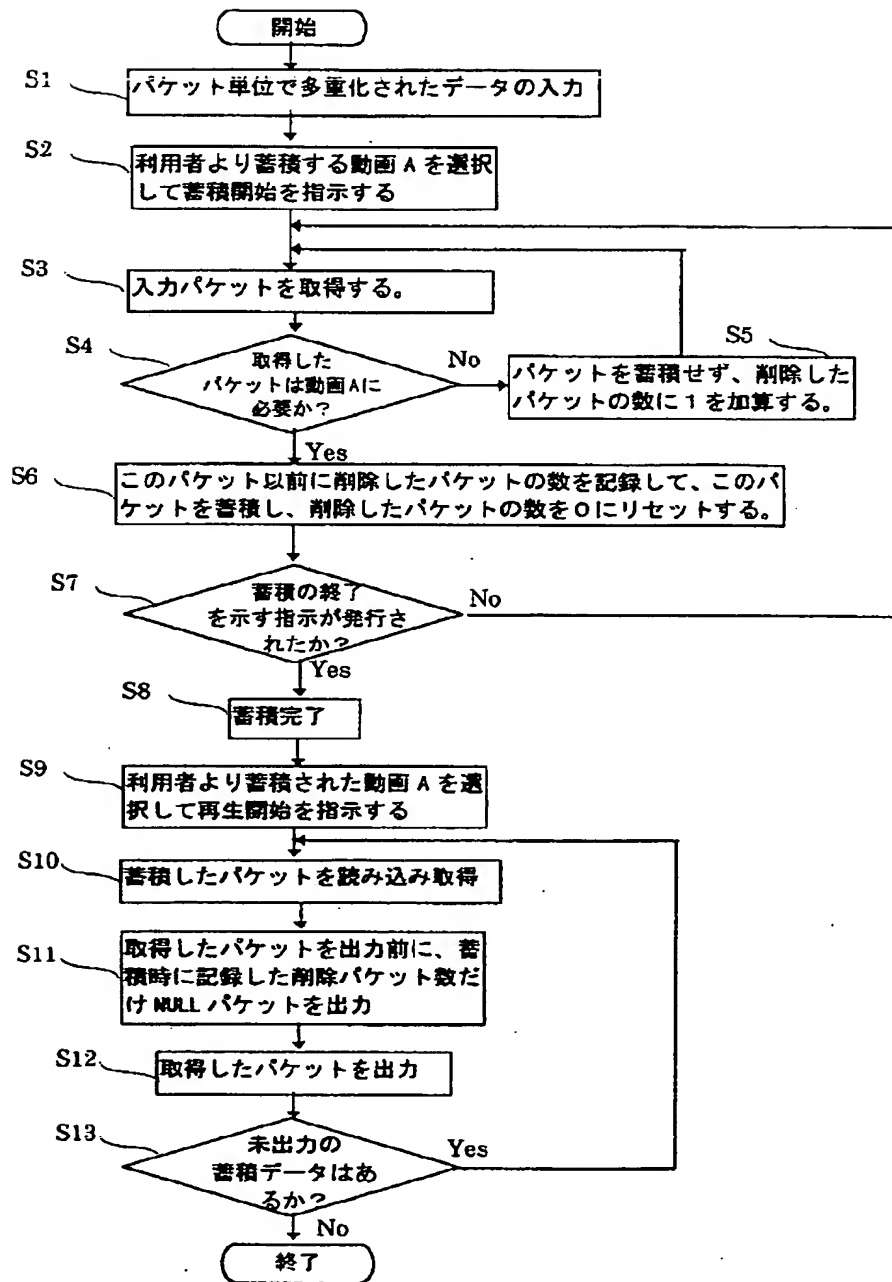 開始
S1
パケット単位で多重化されたデータの入力
S2
利用者より蓄積する動画 A を選択
して蓄積開始を指示する
S3
入力パケットを取得する。
S4
取得した
パケットは動画Aに
必要か?
No
S5
パケットを蓄積せず、削除した
パケットの数に1を加算する。
Yes
S6
このパケット以前に削除したパケットの数を記録して、このパ
ケットを蓄積し、削除したパケットの数を0にリセットする。
S7
蓄積の終了
を示す指示が発行さ
れたか?
No
Yes
S8
蓄積完了
S9
利用者より蓄積された動画 A を選
択して再生開始を指示する
S10
蓄積したパケットを読み込み取得
S11
取得したパケットを出力前に、蓄
積時に記録した削除パケット数だ
け NULL パケットを出力
S12
取得したパケットを出力
S13
未出力の
蓄積データはあ
るか?
Yes
No
終了